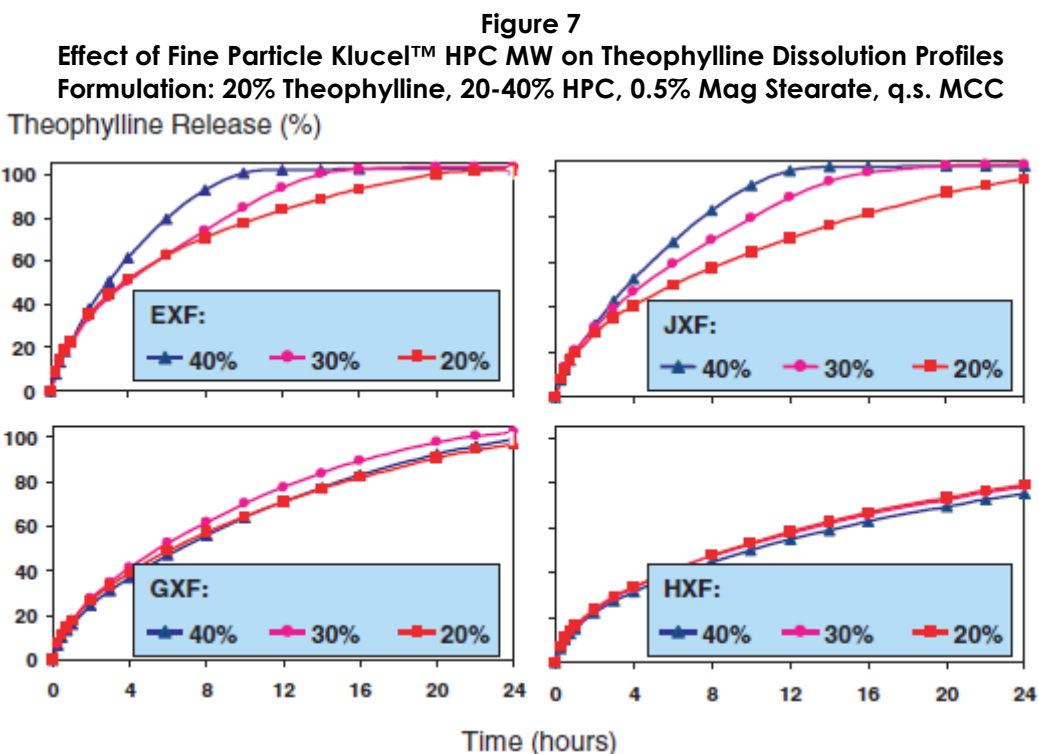 Figure 7
Effect of Fine Particle Klucel™ HPC MW on Theophylline Dissolution Profiles
Formulation: 20% Theophylline, 20-40% HPC, 0.5% Mag Stearate, q.s. MCC
Theophylline Release (%)
100
80
60
40
20
0
EXF:
40% 30% 20%
JXF:
40% 30% 20%
100
80
60
40
20
0
GXF:
40% 30% 20%
HXF:
40% 30% 20%
0 4 8 12 16 20 24
0 4 8 12 16 20 24
Time (hours)